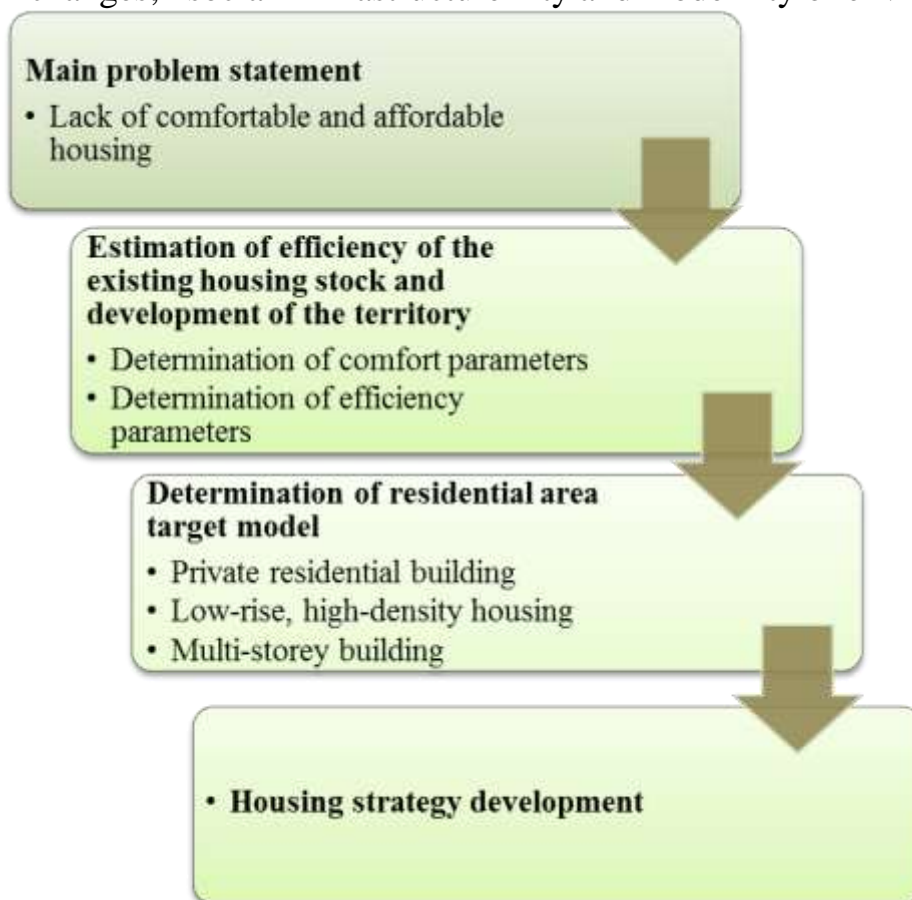 Main problem statement
• Lack of comfortable and affordable
housing
Estimation of efficiency of the
existing housing stock and
development of the territory
• Determination of comfort parameters
• Determination of efficiency
parameters
Determination of residential area
target model
• Private residential building
• Low-rise, high-density housing
• Multi-storey building
• Housing strategy development